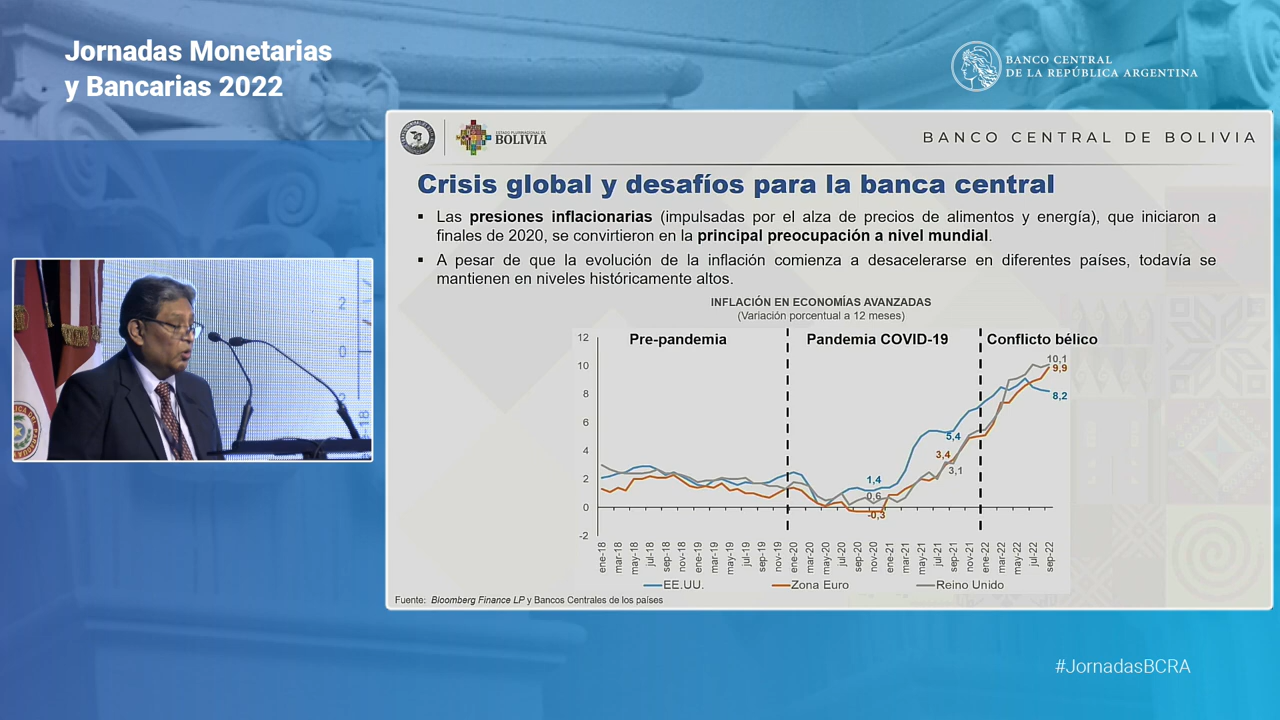 Jornadas Monetarias
y Bancarias 2022
BANCO CENTRAL
DE LA REPÚBLICA ARGENTINA
ESTADO PLURINACIONAL DE
BOLIVIA
BANCO CENTRAL DE BOLIVIA
Crisis global y desafíos para la banca central
▪ Las presiones inflacionarias (impulsadas por el alza de precios de alimentos y energía), que iniciaron a
finales de 2020, se convirtieron en la principal preocupación a nivel mundial.
▪ A pesar de que la evolución de la inflación comienza a desacelerarse en diferentes países, todavía se
mantienen en niveles históricamente altos.
INFLACIÓN EN ECONOMÍAS AVANZADAS
(Variación porcentual a 12 meses)
Pre-pandemia
Pandemia COVID-19
Conflicto bélico
12
10
8
6
4
2
0
-2
10,1
9,9
8,2
5,4
3,4
3,1
1,4
0,6
-0,3
ene-18
mar-18
may-18
jul-18
sep-18
nov-18
ene-19
mar-19
may-19
jul-19
sep-19
nov-19
ene-20
mar-20
may-20
jul-20
sep-20
nov-20
ene-21
mar-21
may-21
jul-21
sep-21
nov-21
ene-22
mar-22
may-22
jul-22
sep-22
EE.UU.
Zona Euro
Reino Unido
Fuente: Bloomberg Finance LP y Bancos Centrales de los países
2
0
#JornadasBCRA